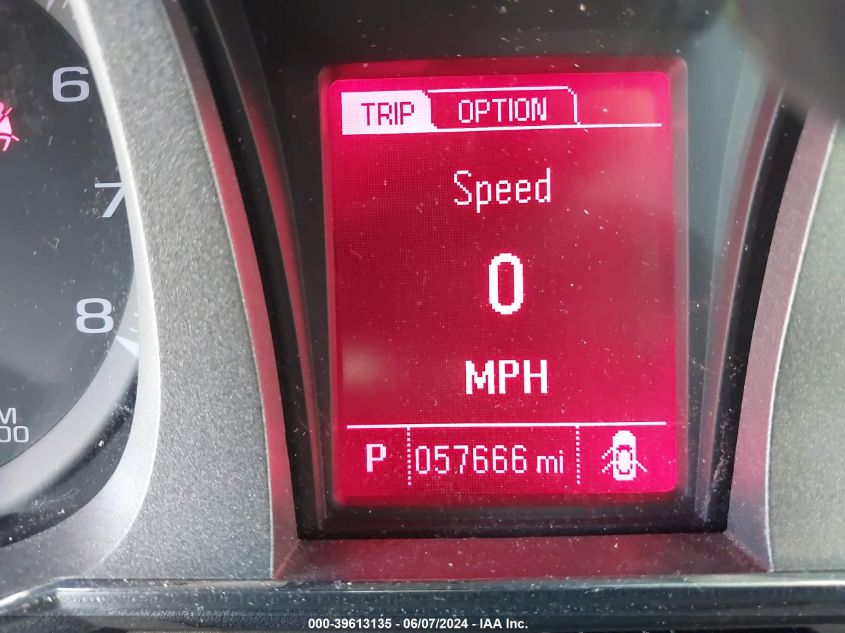 6
7
8
TRIP OPTION
Speed
0
MPH
P 057666 mi
000-39613135 - 06/07/2024 - IAA Inc.